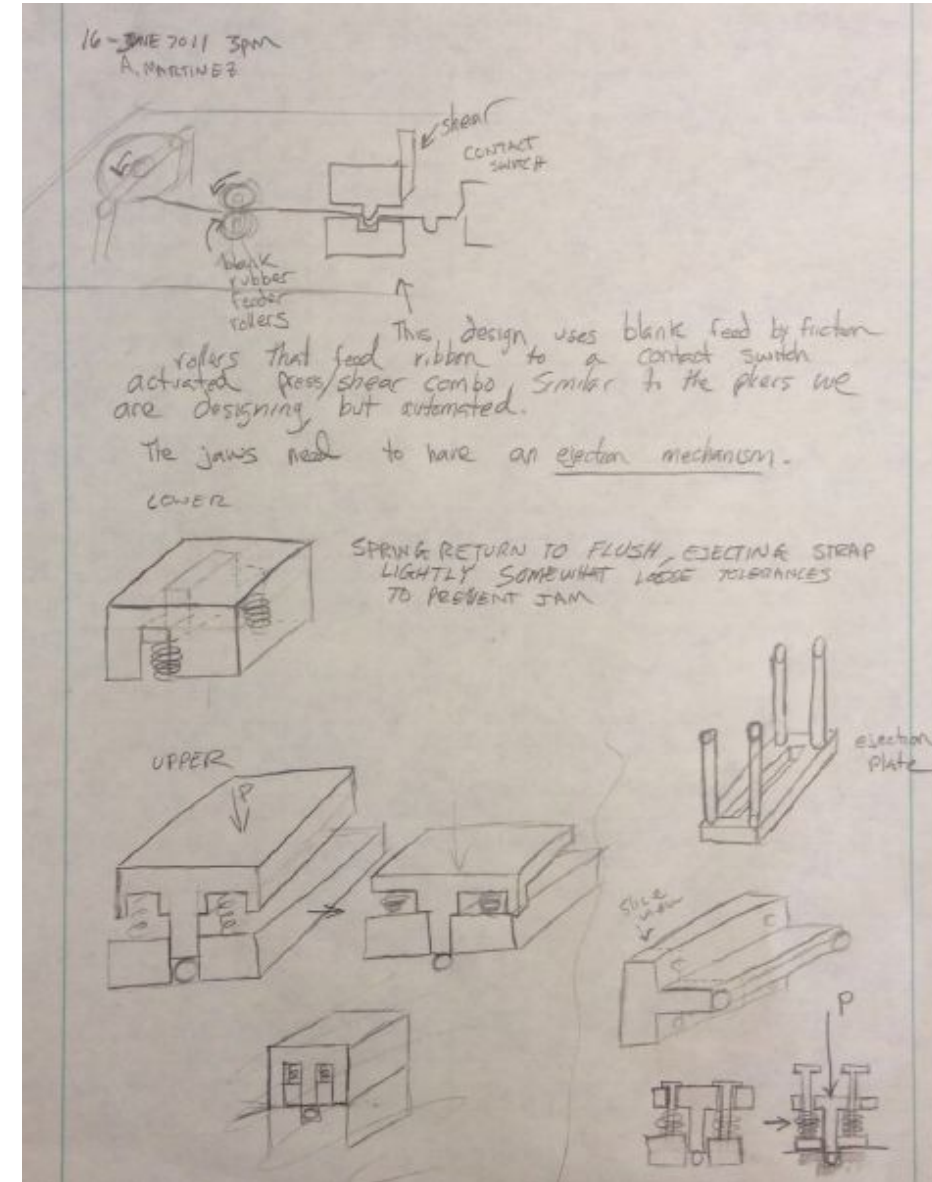 16-JUNE 2011 3pm
A. MARTINEZ
shear
CONTACT
SWITCH
blank
rubber
feeder
rollers
This design uses blank feed by friction
rollers that feed ribbon to a contact switch
actuated press/shear combo. Similar to the pliers we
are designing, but automated.
The jaws need to have an ejection mechanism.
LOWER
SPRING RETURN TO FLUSH, EJECTING STRAP
LIGHTLY SOMEWHAT LOOSE TOLERANCES
TO PREVENT JAM
UPPER
P
ejection
plate
slice
view
P